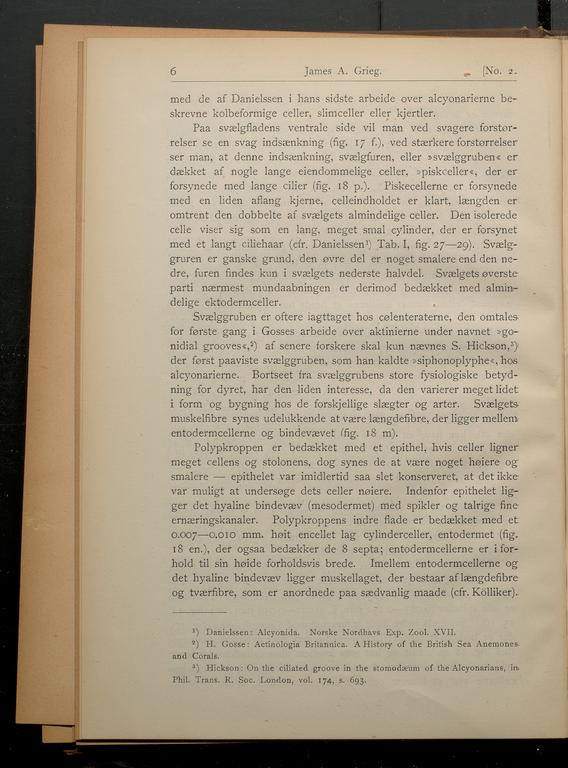 6 James A. Grieg. [No. 2.
med de af Danielssen i hans sidste arbeide over alcyonarierne be-
skrevne kolbeformige celler, slimceller eller kjertler.
Paa svælgfladens ventrale side vil man ved svagere forstør-
relser se en svag indsænkning (fig. 17 f.), ved stærkere forstørrelser
ser man, at denne indsænkning, svælgfuren, eller »svælggruben« er
dækket af nogle lange eiendommelige celler, »piskceller«, der er
forsynede med lange cilier (fig. 18 p.). Piskecellerne er forsynede
med en liden aflang kjerne, celleindholdet er klart, længden er
omtrent den dobbelte af svælgets almindelige celler. Den isolerede
celle viser sig som en lang, meget smal cylinder, der er forsynet
med et langt ciliehaar (cfr. Danielssen¹) Tab. I, fig. 27—29). Svælg-
gruren er ganske grund, den øvre del er noget smalere end den ne-
dre, furen findes kun i svælgets nederste halvdel. Svælgets øverste
parti nærmest mundaabningen er derimod bedækket med almin-
delige ektodermceller.
Svælggruben er oftere iagttaget hos cølenteraterne, den omtales
for første gang i Gosses arbeide over aktinierne under navnet »go-
nidial grooves«,²) af senere forskere skal kun nævnes S. Hickson,³)
der først paaviste svælggruben, som han kaldte »siphonoplyphe«, hos
alcyonarierne. Bortseet fra svælggrubens store fysiologiske betyd-
ning for dyret, har den liden interesse, da den varierer meget lidet
i form og bygning hos de forskjellige slægter og arter. Svælgets
muskelfibre synes udelukkende at være længdefibre, der ligger mellem
entodermcellerne og bindevævet (fig. 18 m).
Polypkroppen er bedækket med et epithel, hvis celler ligner
meget cellens og stolonens, dog synes de at være noget høiere og
smalere — epithelet var imidlertid saa slet konserveret, at det ikke
var muligt at undersøge dets celler nøiere. Indenfor epithelet lig-
ger det hyaline bindevæv (mesodermet) med spikler og talrige fine
ernæringskanaler. Polypkroppens indre flade er bedækket med et
0.007—0.010 mm. høit encellet lag cylinderceller, entodermet (fig.
18 en.), der ogsaa bedækker de 8 septa; entodermcellerne er i for-
hold til sin høide forholdsvis brede. Imellem entodermcellerne og
det hyaline bindevæv ligger muskellaget, der bestaar af længdefibre
og tværfibre, som er anordnede paa sædvanlig maade (cfr. Kölliker).
¹) Danielssen: Alcyonida. Norske Nordhavs Exp. Zool. XVII.
²) H. Gosse: Actinologia Britannica. A History of the British Sea Anemones
and Corals.
³) Hickson: On the ciliated groove in the stomodæum of the Alcyonarians, in
Phil. Trans. R. Soc. London, vol. 174, s. 693.